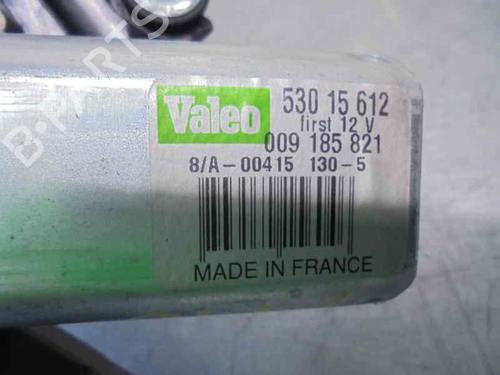 B-PARTS
Valeo 530 15 612
first 12 V
009 185 821
8/A-00415 130-5
MADE IN FRANCE